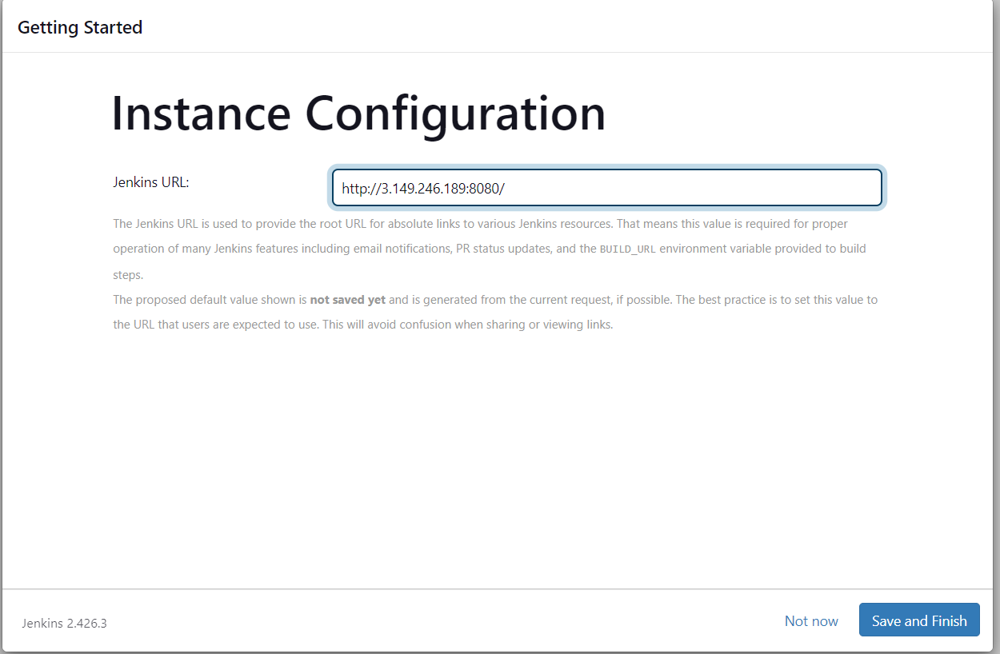 Getting Started
Instance Configuration
Jenkins URL:
http://3.149.246.189:8080/
The Jenkins URL is used to provide the root URL for absolute links to various Jenkins resources. That means this value is required for proper
operation of many Jenkins features including email notifications, PR status updates, and the BUILD_URL environment variable provided to build
steps.
The proposed default value shown is not saved yet and is generated from the current request, if possible. The best practice is to set this value to
the URL that users are expected to use. This will avoid confusion when sharing or viewing links.
Jenkins 2.426.3
Not now
Save and Finish